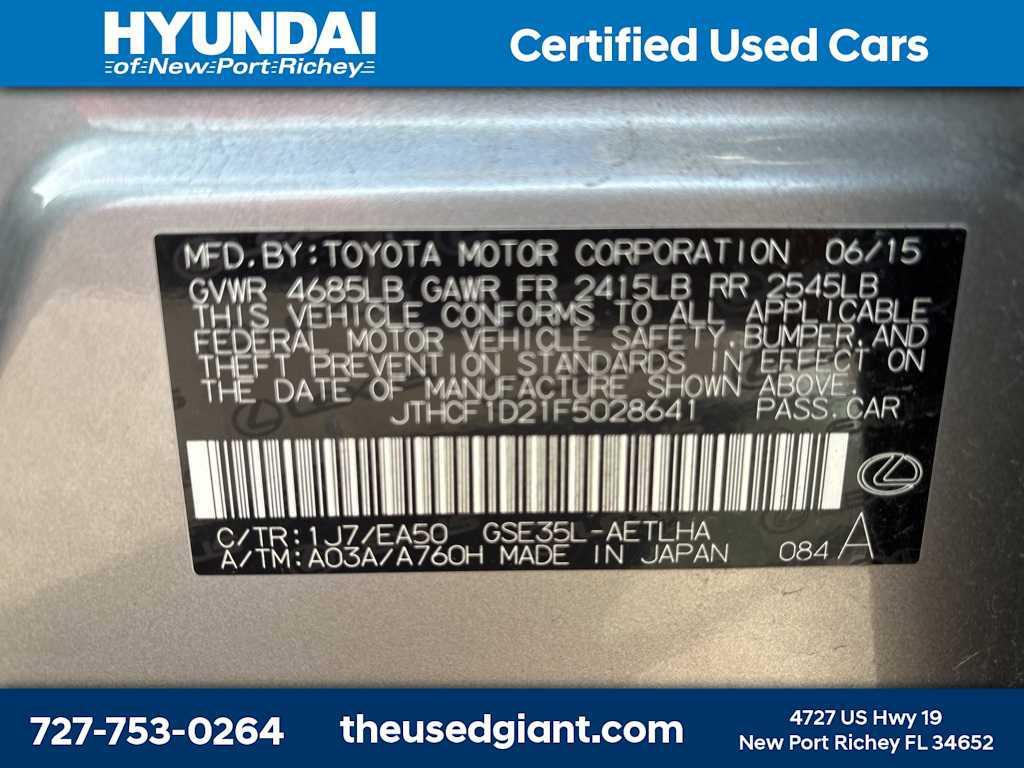 HYUNDAI
of New Port Richey
Certified Used Cars
MFD. BY: TOYOTA MOTOR CORPORATION 06/15
GVWR 4685LB GAWR FR 2415LB RR 2545LB
THIS VEHICLE CONFORMS TO ALL APPLICABLE
FEDERAL MOTOR VEHICLE SAFETY, BUMPER, AND
THEFT PREVENTION STANDARDS IN EFFECT ON
THE DATE OF MANUFACTURE SHOWN ABOVE.
JTHCF1D21F5028641 PASS. CAR
C/TR: 1J7/EA50 GSE35L-AETLHA
A/TM: A03A/A760H MADE IN JAPAN 084 A
727-753-0264
theusedgiant.com
4727 US Hwy 19
New Port Richey FL 34652